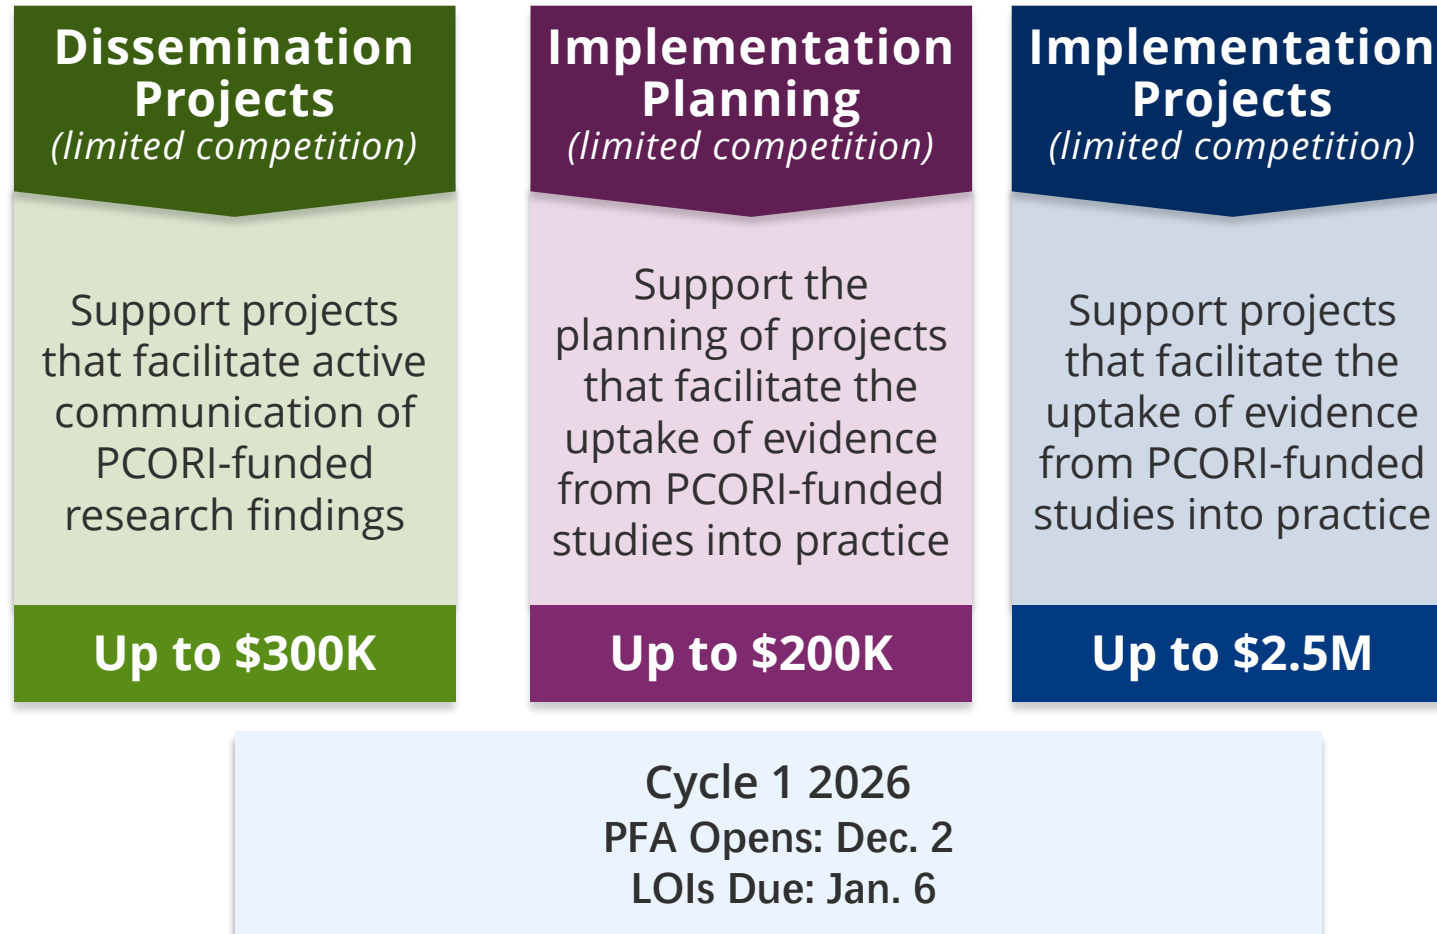 Dissemination
Projects
(limited competition)
Support projects
that facilitate active
communication of
PCORI-funded
research findings
Up to $300K
Implementation
Planning
(limited competition)
Support the
planning of projects
that facilitate the
uptake of evidence
from PCORI-funded
studies into practice
Up to $200K
Implementation
Projects
(limited competition)
Support projects
that facilitate the
uptake of evidence
from PCORI-funded
studies into practice
Up to $2.5M
Cycle 1 2026
PFA Opens: Dec. 2
LOIs Due: Jan. 6